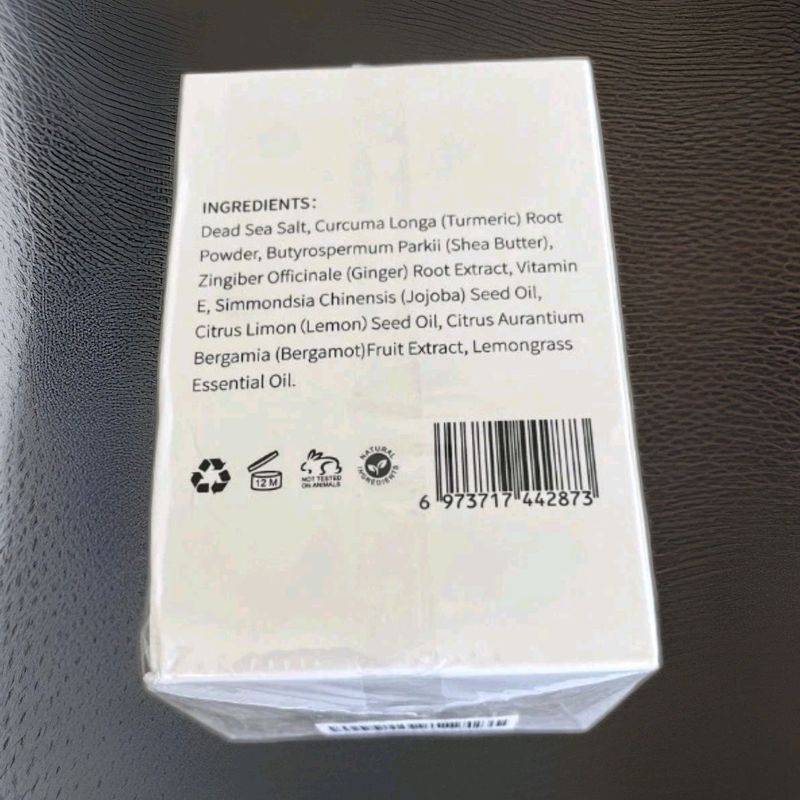 INGREDIENTS:
Dead Sea Salt, Curcuma Longa (Turmeric) Root
Powder, Butyrospermum Parkii (Shea Butter),
Zingiber Officinale (Ginger) Root Extract, Vitamin
E, Simmondsia Chinensis (Jojoba) Seed Oil,
Citrus Limon (Lemon) Seed Oil, Citrus Aurantium
Bergamia (Bergamot)Fruit Extract, Lemongrass
Essential Oil.
12 M
NOT TESTED
ON ANIMALS
NATURAL
INGREDIENTS
6 973717 442873